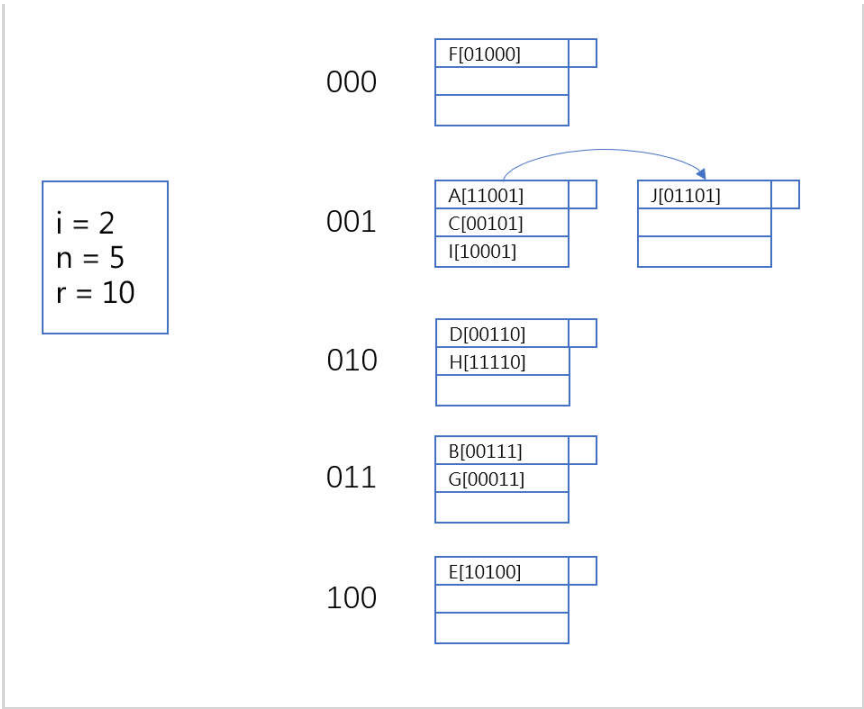 000
F[01000]
001
A[11001]
C[00101]
I[10001]
J[01101]
i = 2
n = 5
r = 10
010
D[00110]
H[11110]
011
B[00111]
G[00011]
100
E[10100]